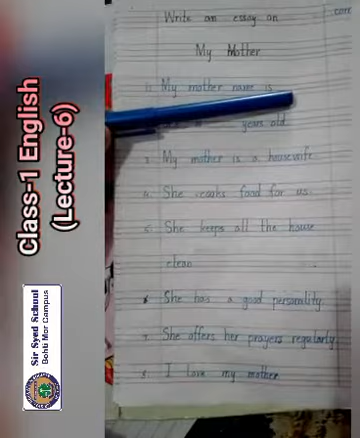 Write an essay on
.com
My Mother
1. My mother name is
years old
3. My mother is a housewife
4. She cooks food for us.
5. She keeps all the house
clean
6 She has a good personality.
7. She offers her prayers regularly.
8. I love my mother
Class-1 English
(Lecture-6)
Sir Syed School
Bohti Mor Campus